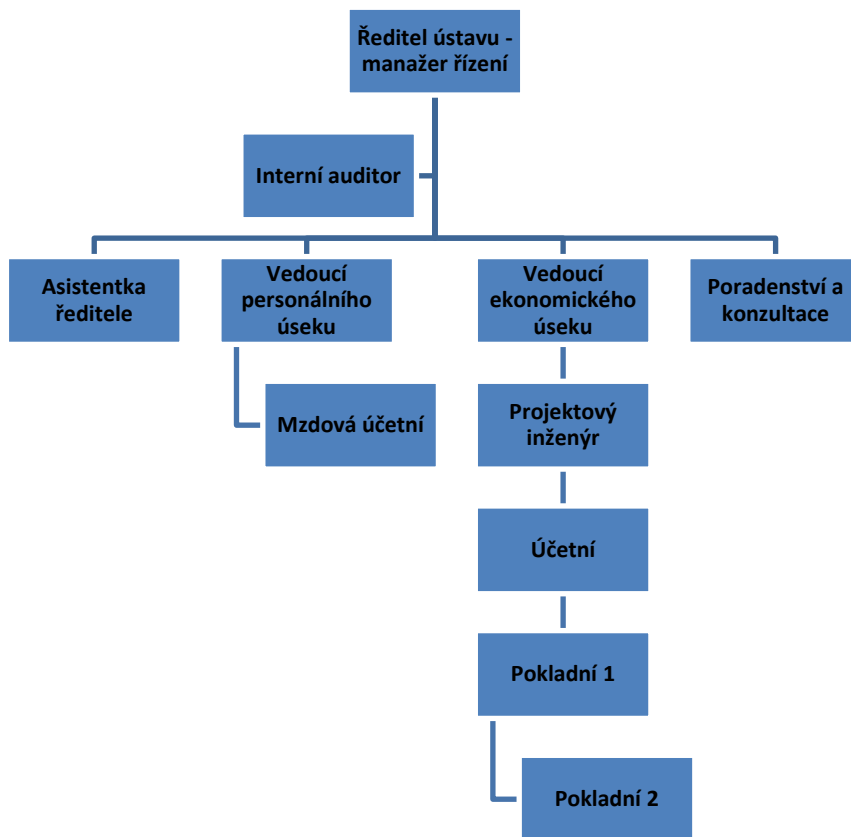 Ředitel ústavu -
manažer řízení
Interní auditor
Asistentka
ředitele
Vedoucí
personálního
úseku
Vedoucí
ekonomického
úseku
Poradenství a
konzultace
Mzdová účetní
Projektový
inženýr
Účetní
Pokladní 1
Pokladní 2